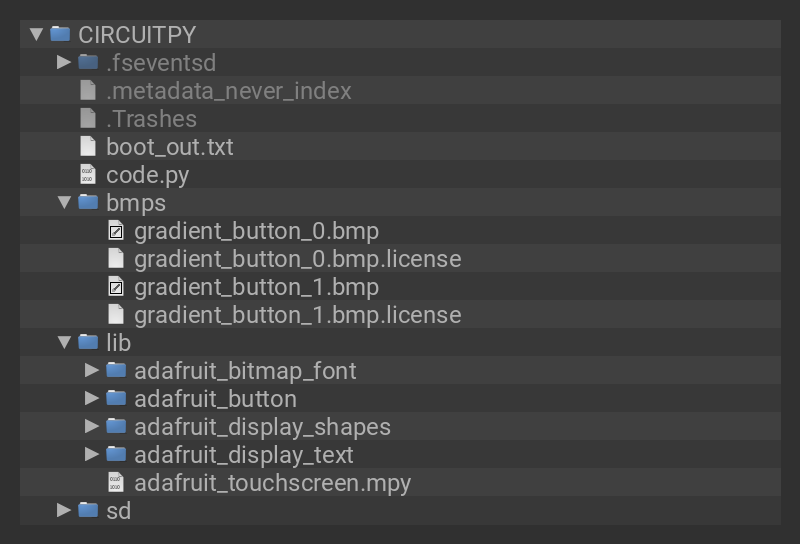 CIRCUITPY
.fseventsd
.metadata_never_index
.Trashes
boot_out.txt
code.py
bmps
gradient_button_0.bmp
gradient_button_0.bmp.license
gradient_button_1.bmp
gradient_button_1.bmp.license
lib
adafruit_bitmap_font
adafruit_button
adafruit_display_shapes
adafruit_display_text
adafruit_touchscreen.mpy
sd